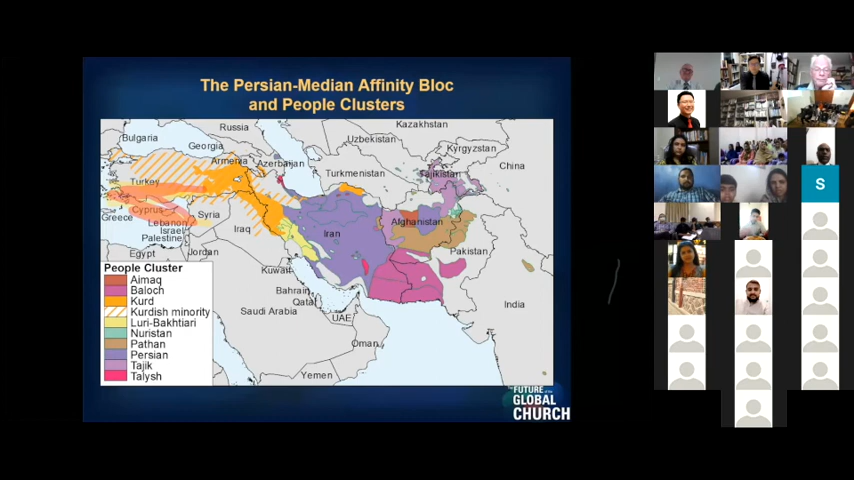 The Persian-Median Affinity Bloc
and People Clusters
Russia
Kazakhstan
Bulgaria
Georgia
Uzbekistan
Kyrgyzstan
Armenia
Azerbaijan
China
Turkmenistan
Tajikistan
Turkey
Cyprus
Greece
Syria
Lebanon
Israel
Palestine
Iraq
Iran
Afghanistan
Pakistan
Egypt
Jordan
Kuwait
Bahrain
Qatar
Saudi Arabia
UAE
India
Oman
Yemen
People Cluster
Aimaq
Baloch
Kurd
Kurdish minority
Luri-Bakhtiari
Nuristan
Pathan
Persian
Tajik
Talysh
THE FUTURE of the
GLOBAL
CHURCH
S